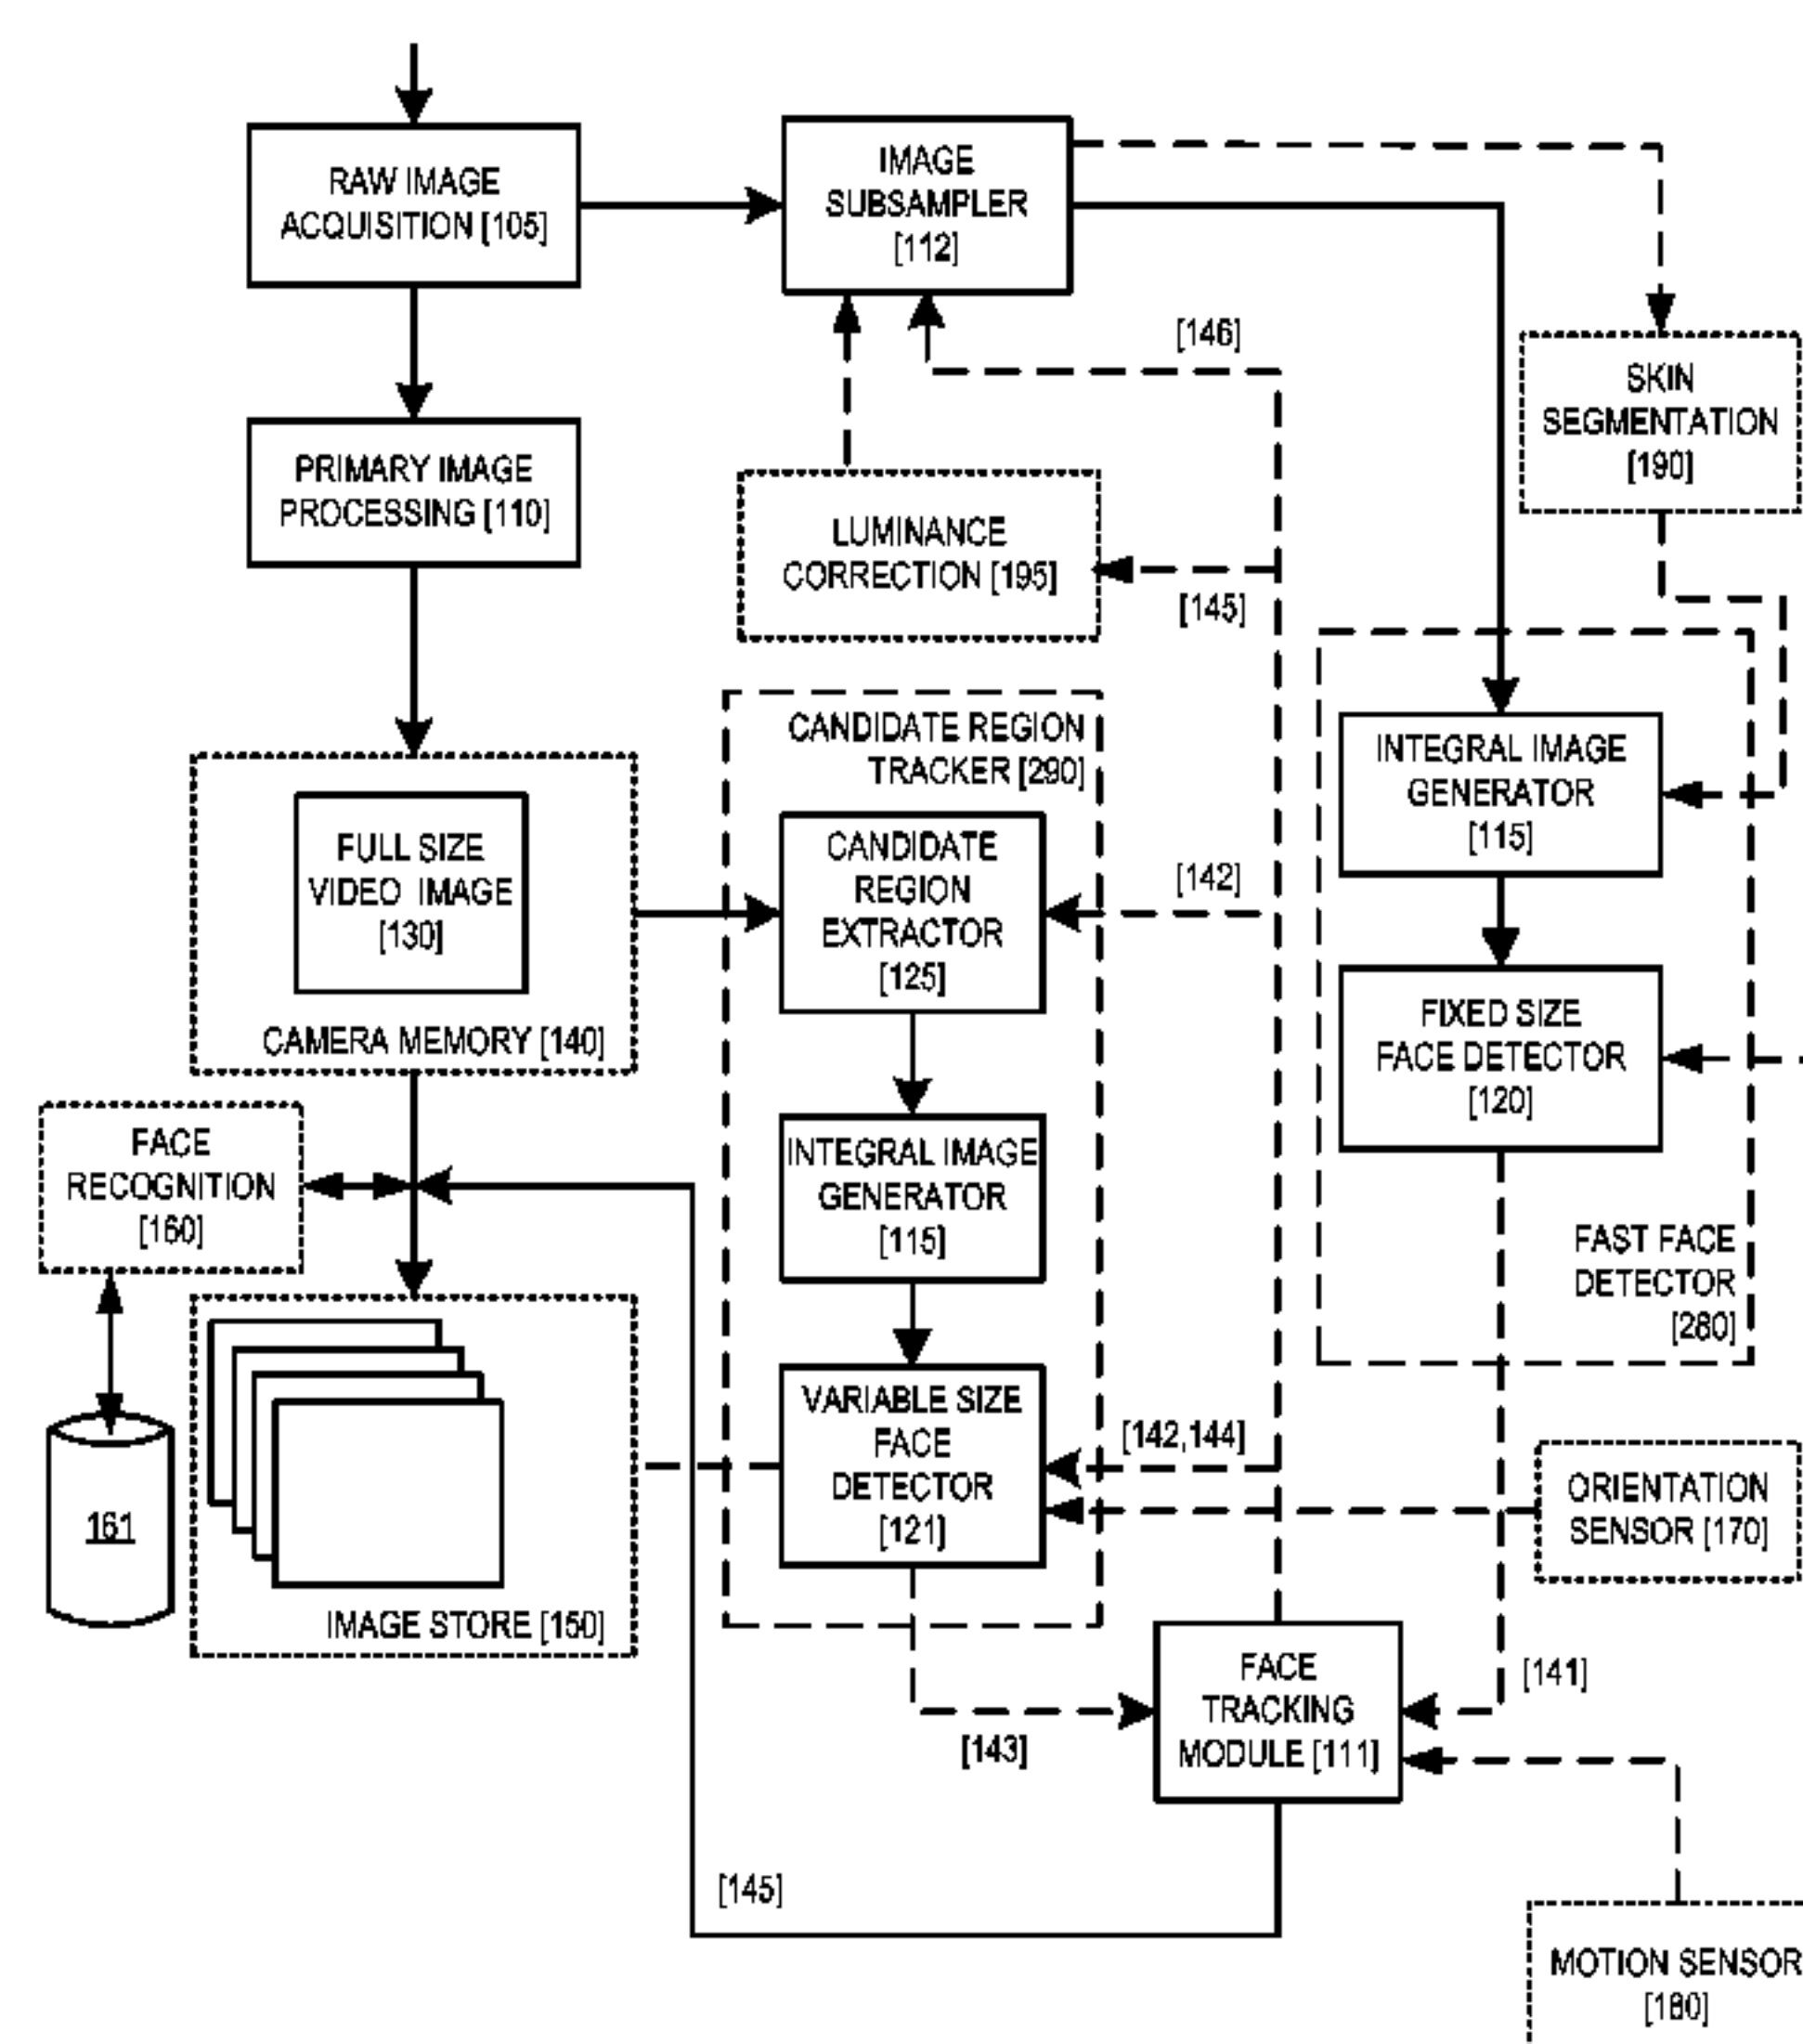 RAW IMAGE
ACQUISITION [105]
IMAGE
SUBSAMPLER
[112]
[146]
SKIN
SEGMENTATION
[190]
PRIMARY IMAGE
PROCESSING [110]
LUMINANCE
CORRECTION [195]
[145]
CANDIDATE REGION
TRACKER [290]
INTEGRAL IMAGE
GENERATOR
[115]
FULL SIZE
VIDEO IMAGE
[130]
CAMERA MEMORY [140]
CANDIDATE
REGION
EXTRACTOR
[125]
[142]
FIXED SIZE
FACE DETECTOR
[120]
FACE
RECOGNITION
[160]
INTEGRAL IMAGE
GENERATOR
[115]
FAST FACE
DETECTOR
[280]
161
IMAGE STORE [150]
VARIABLE SIZE
FACE
DETECTOR
[121]
[142,144]
ORIENTATION
SENSOR [170]
[143]
FACE
TRACKING
MODULE [111]
[141]
[145]
MOTION SENSOR
[180]